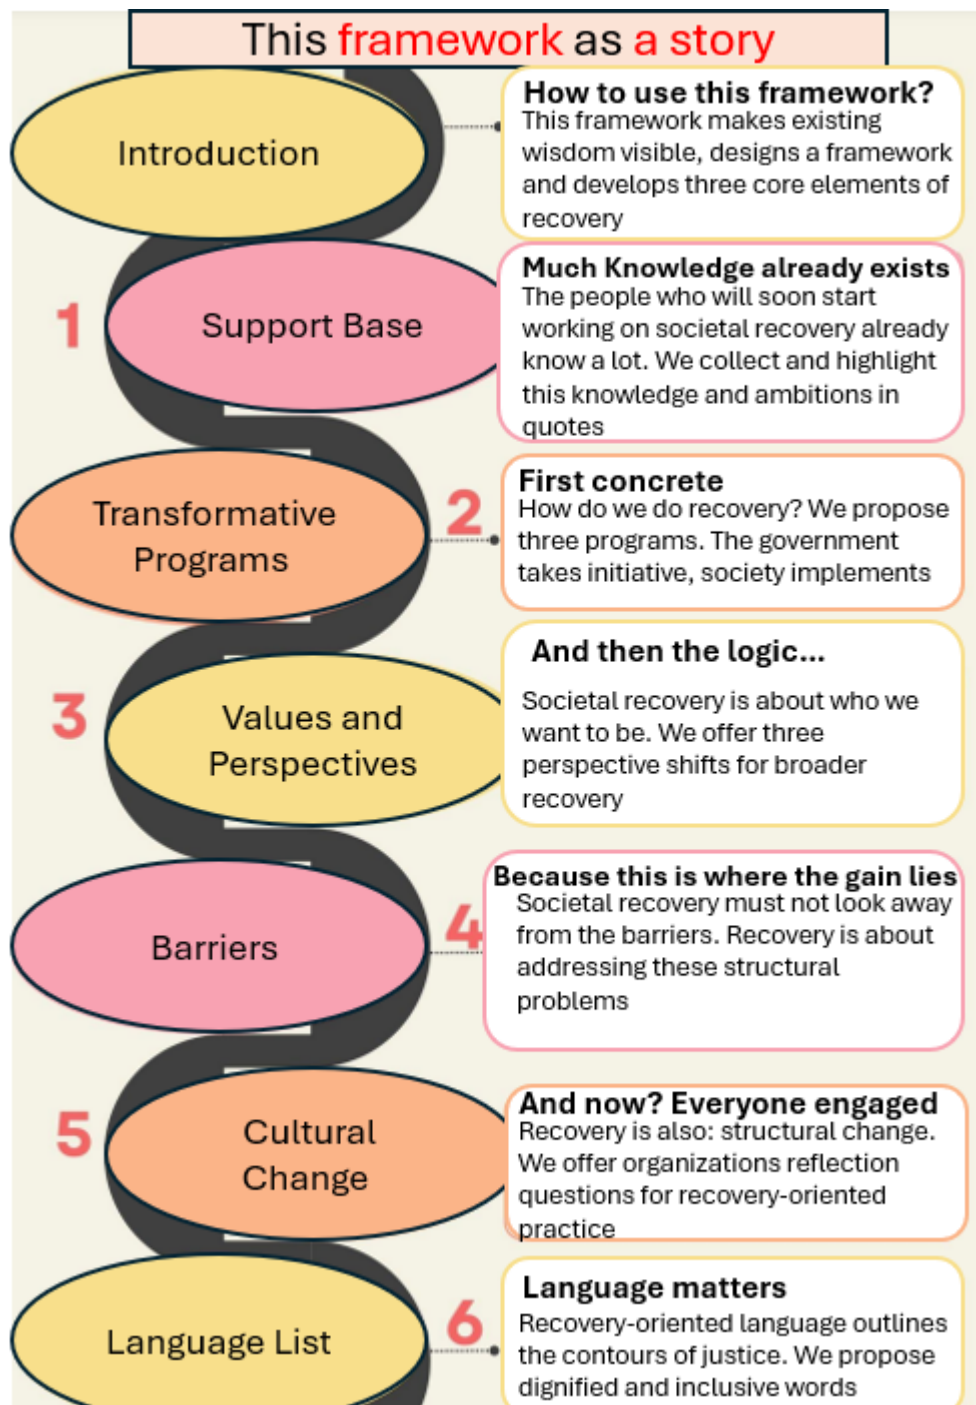 This framework as a story
Introduction
How to use this framework?
This framework makes existing
wisdom visible, designs a framework
and develops three core elements of
recovery
1
Support Base
Much Knowledge already exists
The people who will soon start
working on societal recovery already
know a lot. We collect and highlight
this knowledge and ambitions in
quotes
Transformative
Programs
2
First concrete
How do we do recovery? We propose
three programs. The government
takes initiative, society implements
3
Values and
Perspectives
And then the logic...
Societal recovery is about who we
want to be. We offer three
perspective shifts for broader
recovery
Barriers
4
Because this is where the gain lies
Societal recovery must not look away
from the barriers. Recovery is about
addressing these structural
problems
5
Cultural
Change
And now? Everyone engaged
Recovery is also: structural change.
We offer organizations reflection
questions for recovery-oriented
practice
Language List
6
Language matters
Recovery-oriented language outlines
the contours of justice. We propose
dignified and inclusive words